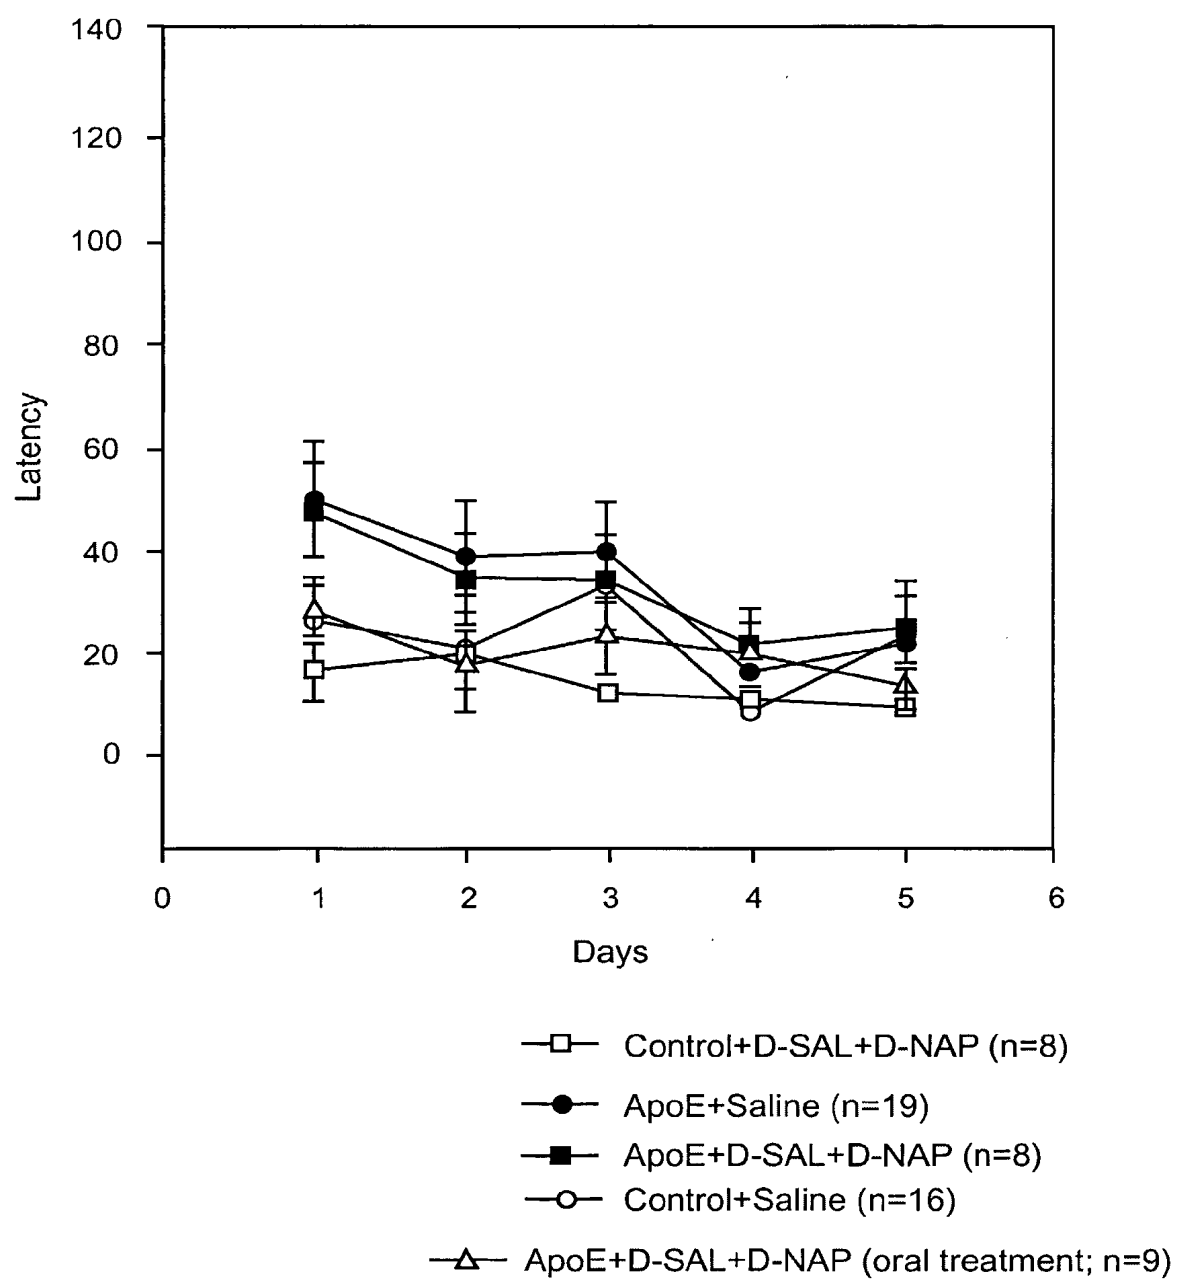 140
120
100
80
60
40
20
0
Latency
0 1 2 3 4 5 6
Days
Control+D-SAL+D-NAP (n=8)
ApoE+Saline (n=19)
ApoE+D-SAL+D-NAP (n=8)
Control+Saline (n=16)
ApoE+D-SAL+D-NAP (oral treatment; n=9)